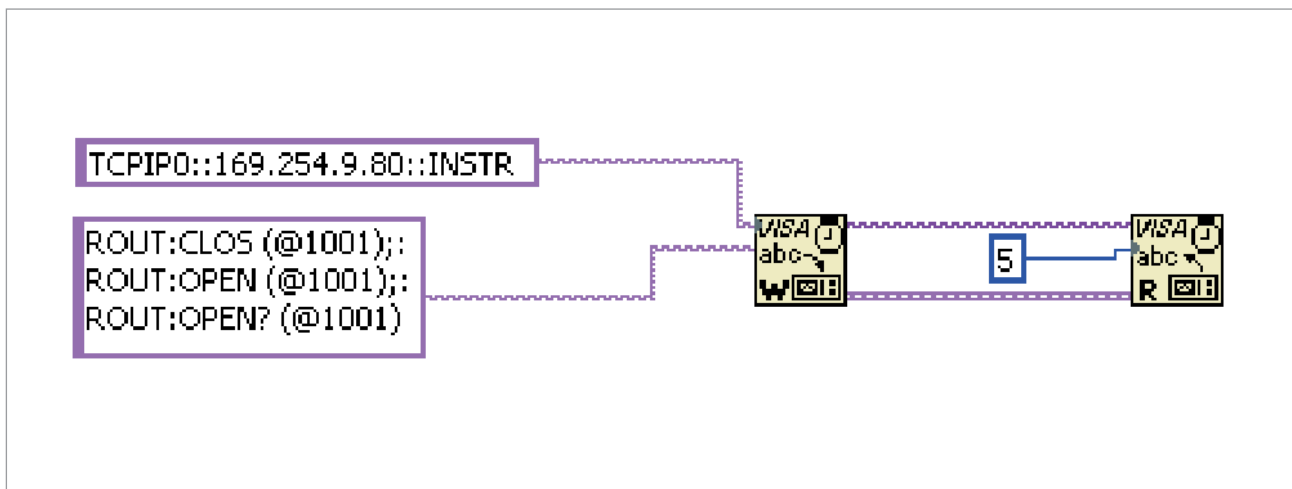 TCPIP0::169.254.9.80::INSTR
ROUT:CLOS (@1001);:
ROUT:OPEN (@1001);:
ROUT:OPEN? (@1001)
VISA
abc
W
5
VISA
abc
R